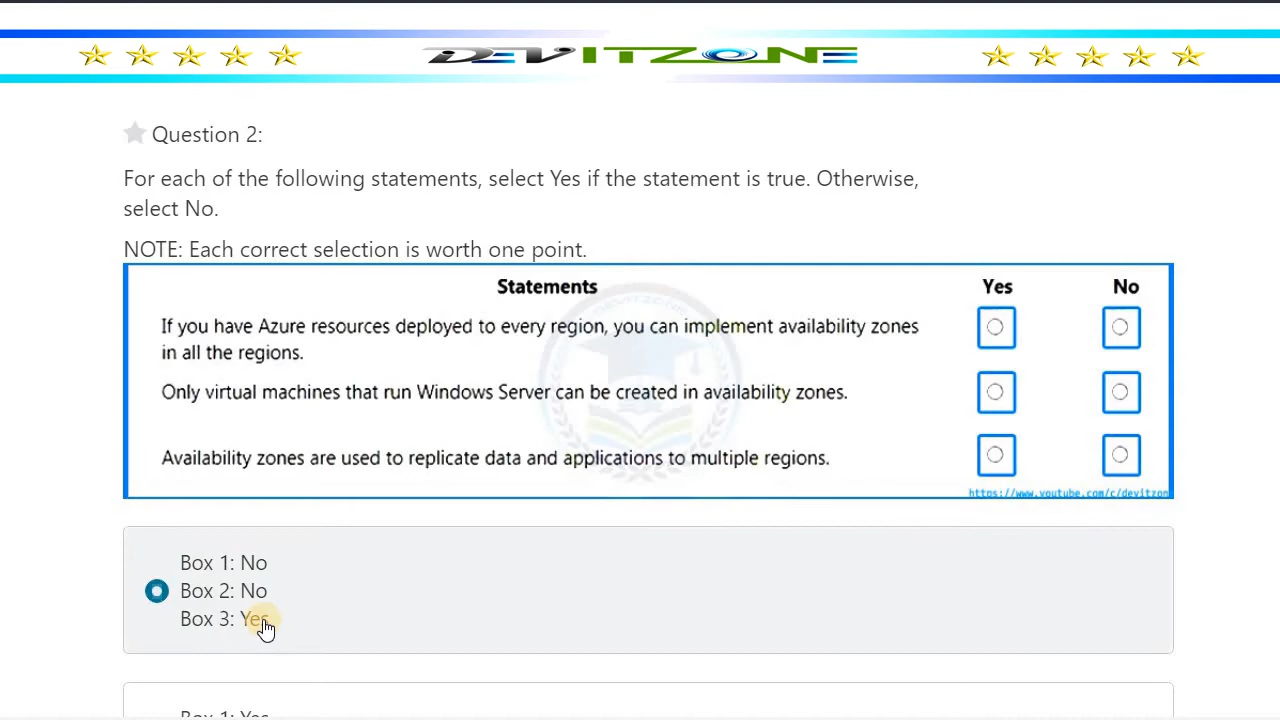 DEVITZONE
Question 2:
For each of the following statements, select Yes if the statement is true. Otherwise,
select No.
NOTE: Each correct selection is worth one point.
Statements Yes No
If you have Azure resources deployed to every region, you can implement availability zones
in all the regions.
Only virtual machines that run Windows Server can be created in availability zones.
Availability zones are used to replicate data and applications to multiple regions.
https://www.youtube.com/c/devitzon
Box 1: No
Box 2: No
Box 3: Yes
Box 1: Yes